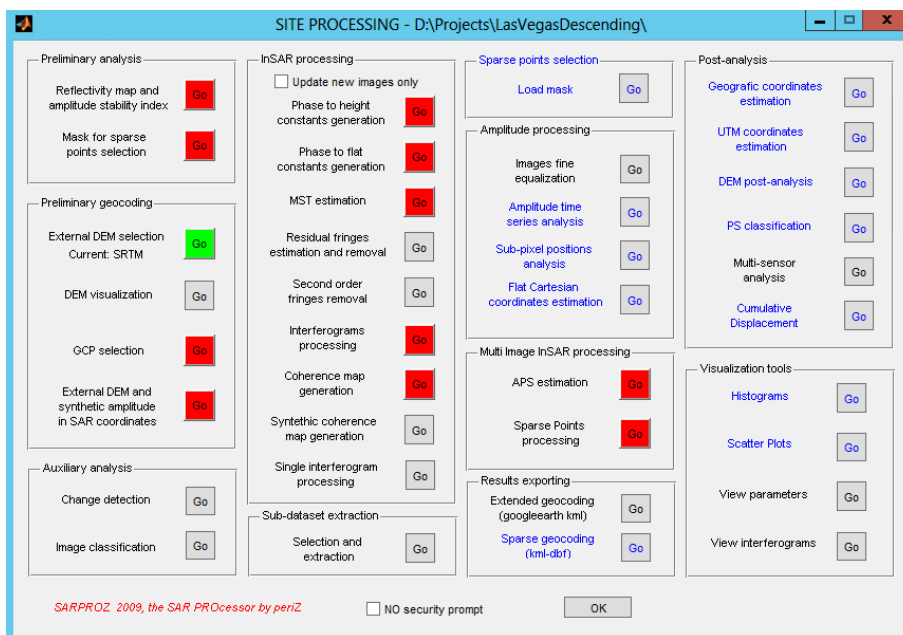 SITE PROCESSING - D:\Projects\LasVegasDescending\
Preliminary analysis
Reflectivity map and
amplitude stability index
Go
Mask for sparse
points selection
Go
Preliminary geocoding
External DEM selection
Current: SRTM
Go
DEM visualization
Go
GCP selection
Go
External DEM and
synthetic amplitude
in SAR coordinates
Go
Auxiliary analysis
Change detection
Go
Image classification
Go
InSAR processing
Update new images only
Phase to height
constants generation
Go
Phase to flat
constants generation
Go
MST estimation
Go
Residual fringes
estimation and removal
Go
Second order
fringes removal
Go
Interferograms
processing
Go
Coherence map
generation
Go
Syntethic coherence
map generation
Go
Single interferogram
processing
Go
Sub-dataset extraction
Selection and
extraction
Go
Sparse points selection
Load mask
Go
Amplitude processing
Images fine
equalization
Go
Amplitude time
series analysis
Go
Sub-pixel positions
analysis
Go
Flat Cartesian
coordinates estimation
Go
Multi Image InSAR processing
APS estimation
Go
Sparse Points
processing
Go
Results exporting
Extended geocoding
(googleearth kml)
Go
Sparse geocoding
(kml-dbf)
Go
Post-analysis
Geografic coordinates
estimation
Go
UTM coordinates
estimation
Go
DEM post-analysis
Go
PS classification
Go
Multi-sensor
analysis
Go
Cumulative
Displacement
Go
Visualization tools
Histograms
Go
Scatter Plots
Go
View parameters
Go
View interferograms
Go
SARPROZ 2009, the SAR PROcessor by periZ
NO security prompt
OK